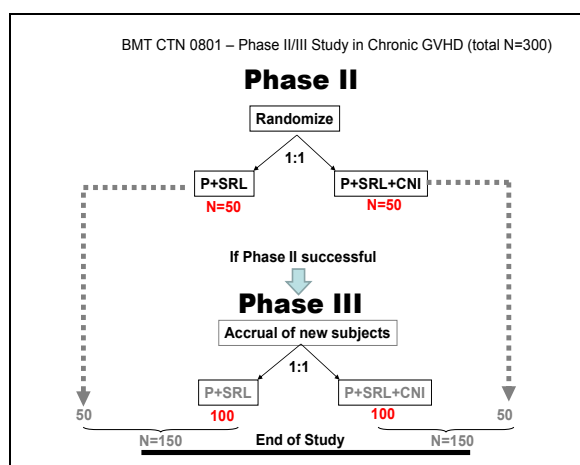 BMT CTN 0801 – Phase II/III Study in Chronic GVHD (total N=300)
Phase II
Randomize
1:1
P+SRL P+SRL+CNI
N=50 N=50
If Phase II successful
Phase III
Accrual of new subjects
1:1
P+SRL P+SRL+CNI
50 100 100 50
N=150 End of Study N=150